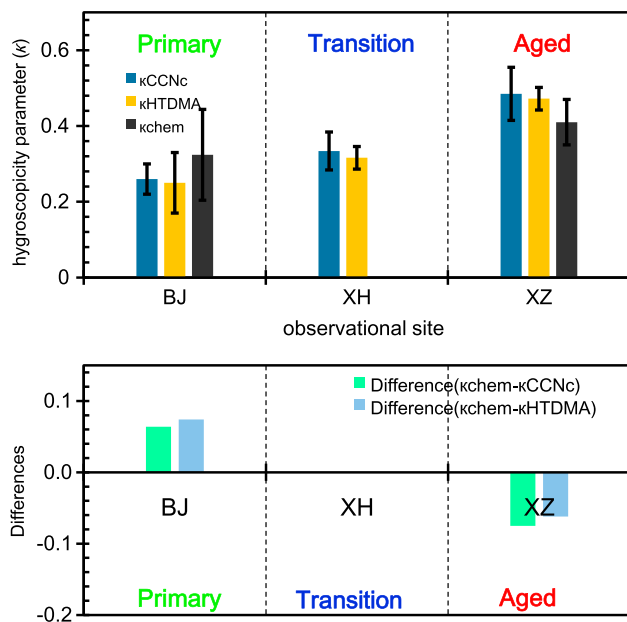 Primary Transition Aged
κCCNc
κHTDMA
κchem
hygroscopicity parameter (κ)
0.6
0.4
0.2
0
BJ XH XZ
observational site
Difference(κchem-κCCNc)
Difference(κchem-κHTDMA)
Differences
0.1
0.0
-0.1
-0.2
BJ XH XZ
Primary Transition Aged